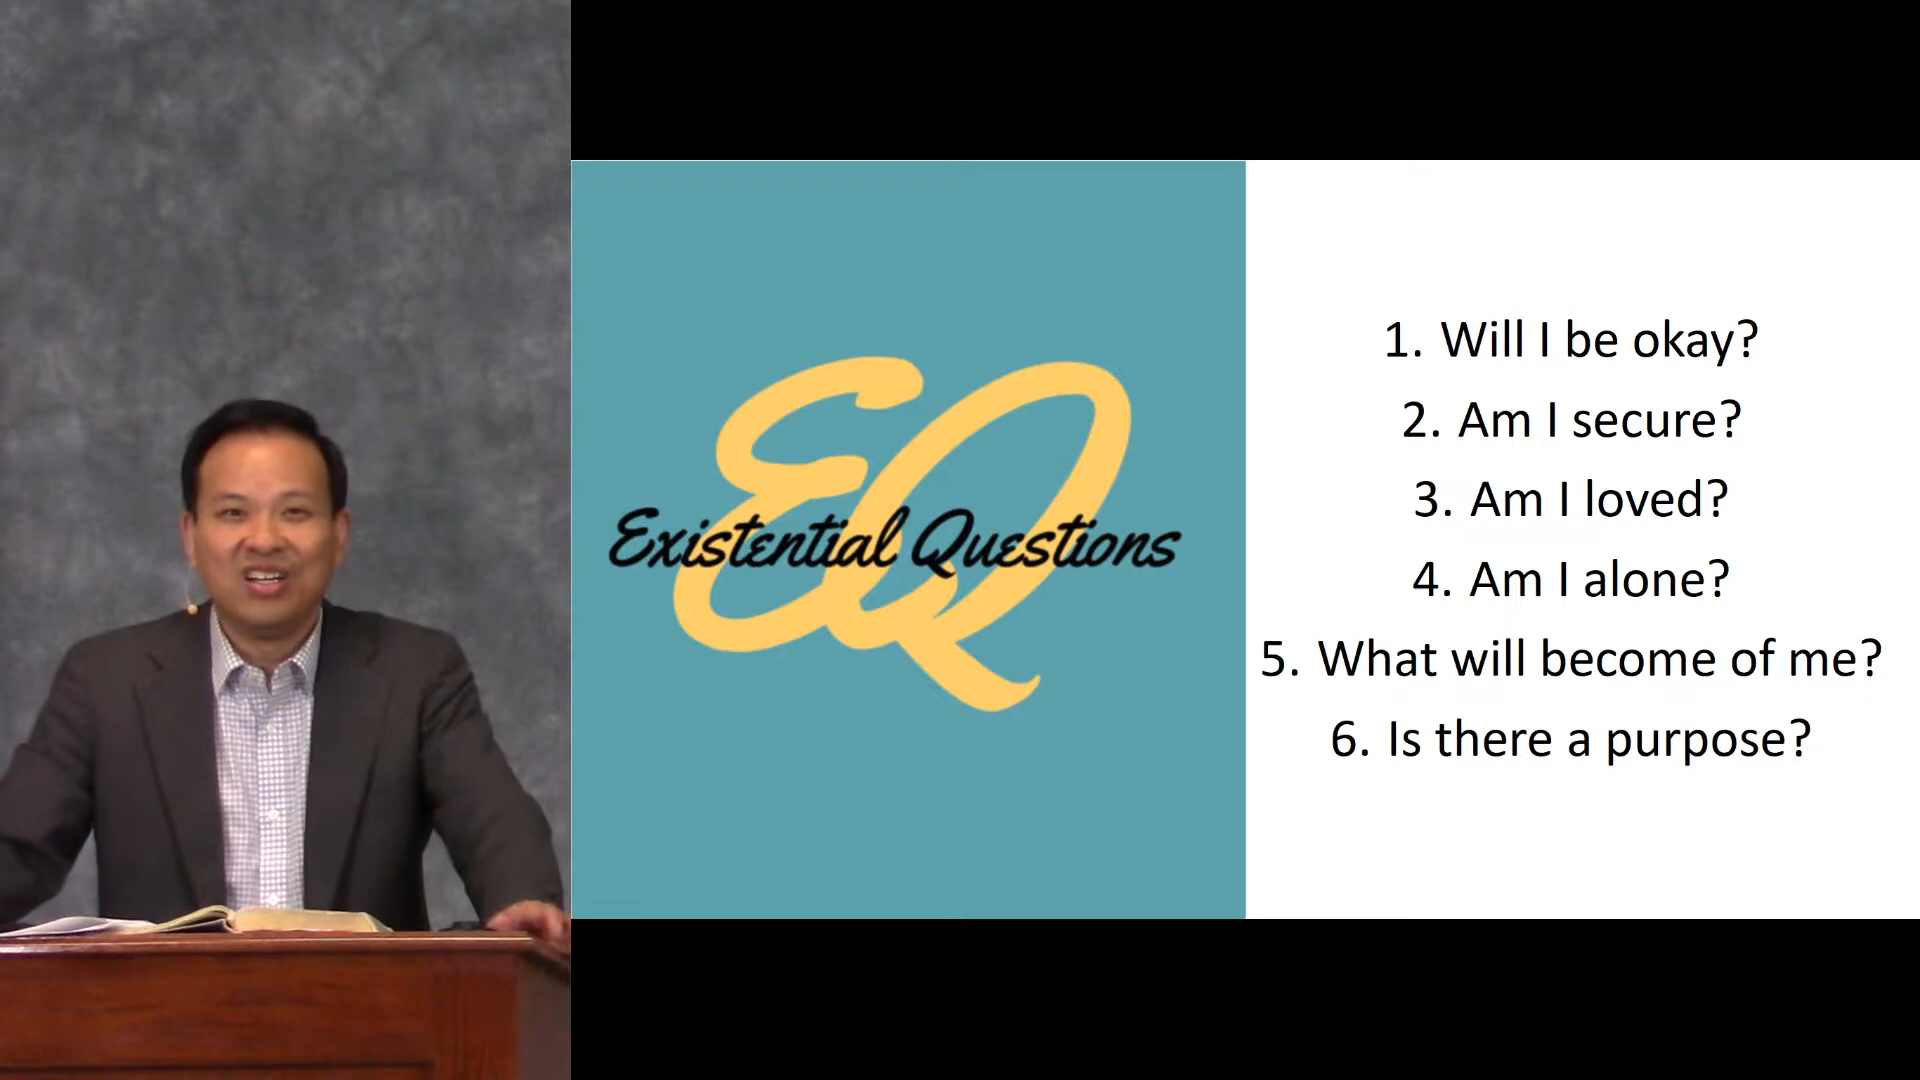 EQ
Existential Questions
1. Will I be okay?
2. Am I secure?
3. Am I loved?
4. Am I alone?
5. What will become of me?
6. Is there a purpose?